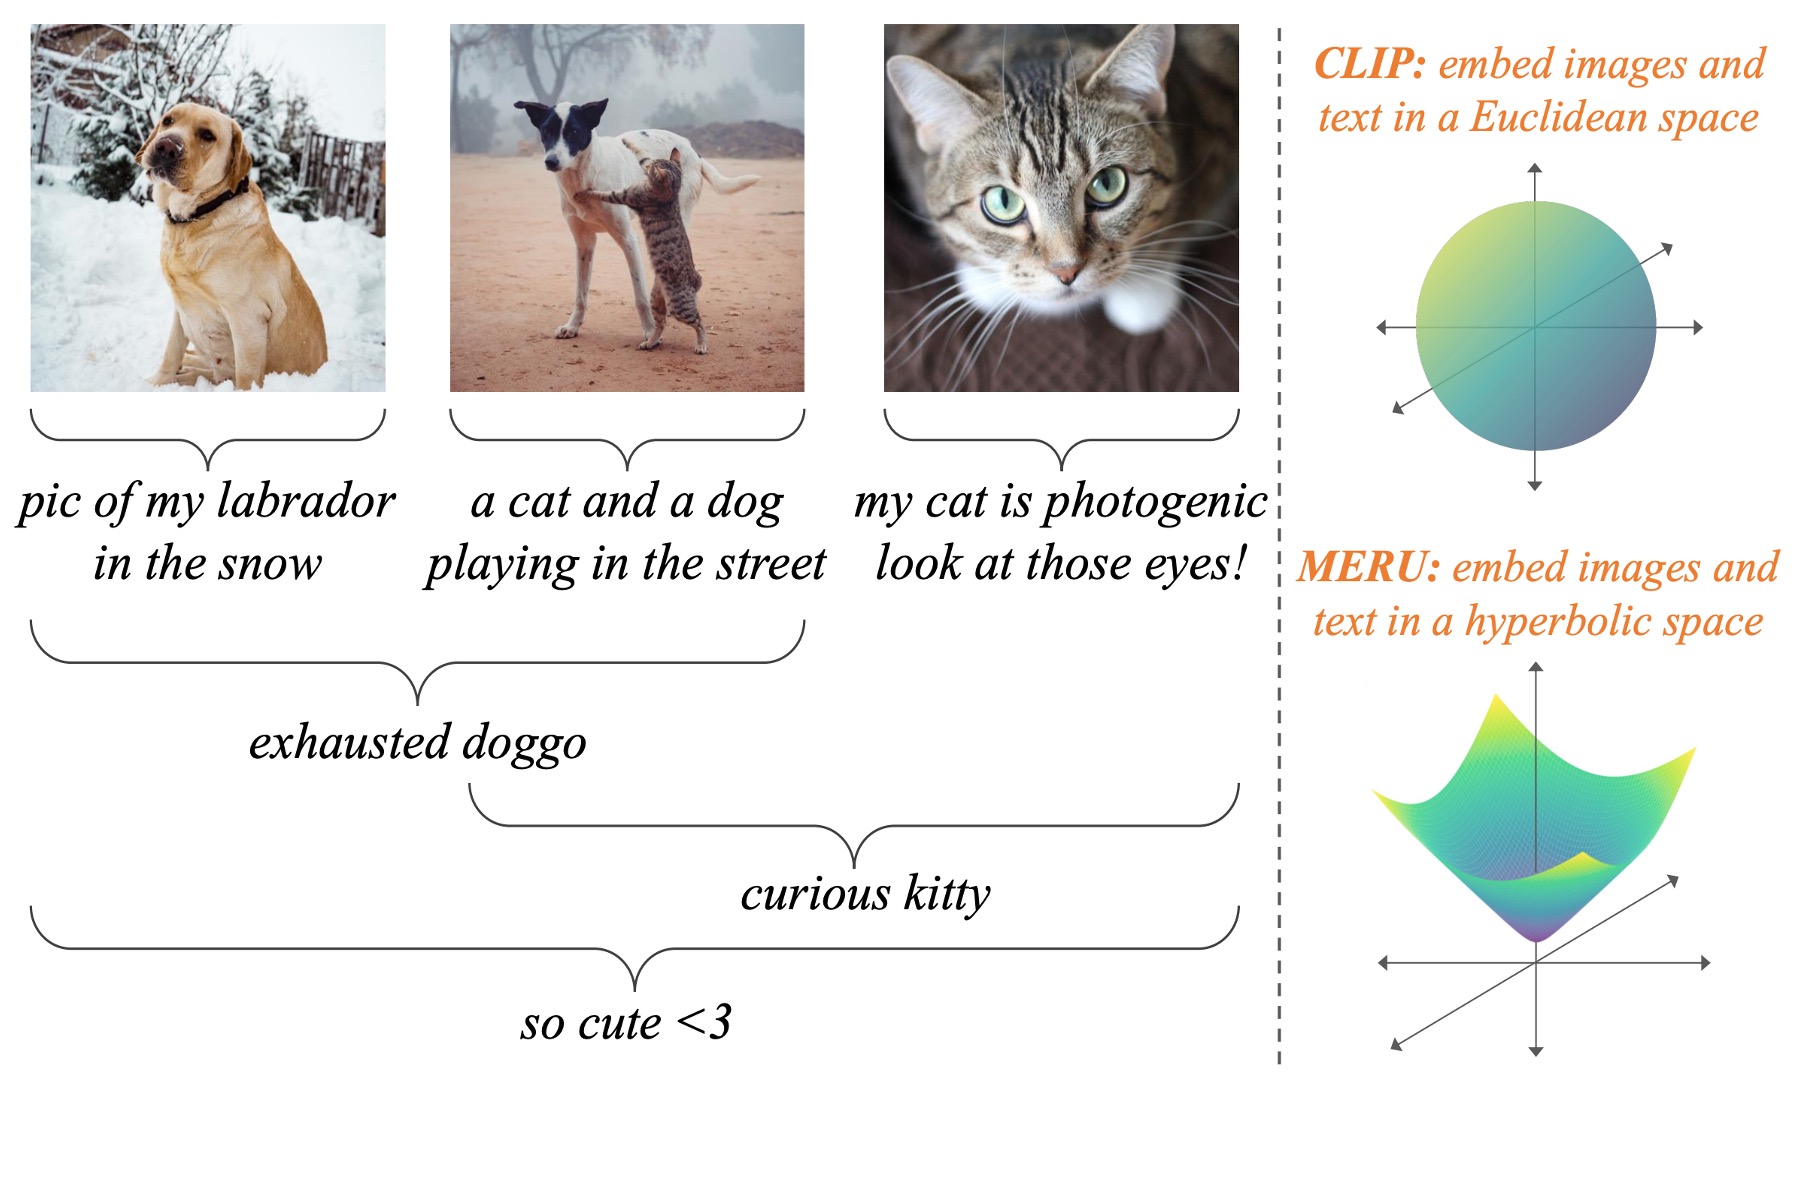 pic of my labrador
in the snow
a cat and a dog
playing in the street
my cat is photogenic
look at those eyes!
exhausted doggo
curious kitty
so cute <3
CLIP: embed images and
text in a Euclidean space
MERU: embed images and
text in a hyperbolic space